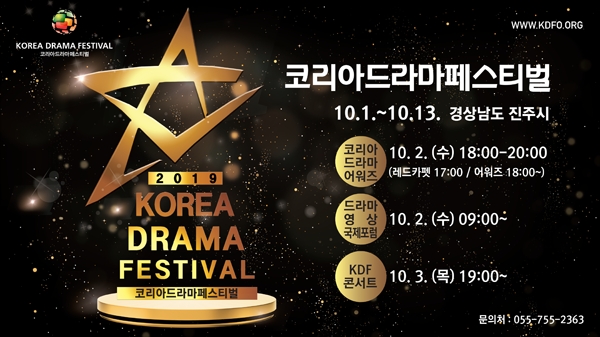 KOREA DRAMA FESTIVAL
코리아드라마페스티벌
WWW.KDFO.ORG
2019
KOREA
DRAMA
FESTIVAL
코리아드라마페스티벌
코리아드라마페스티벌
10.1.~10.13. 경상남도 진주시
코리아
드라마
어워즈
10. 2. (수) 18:00-20:00
(레드카펫 17:00 / 어워즈 18:00~)
드라마
영 상
국제포럼
10. 2. (수) 09:00~
KDF
콘서트
10. 3. (목) 19:00~
문의처 : 055-755-2363